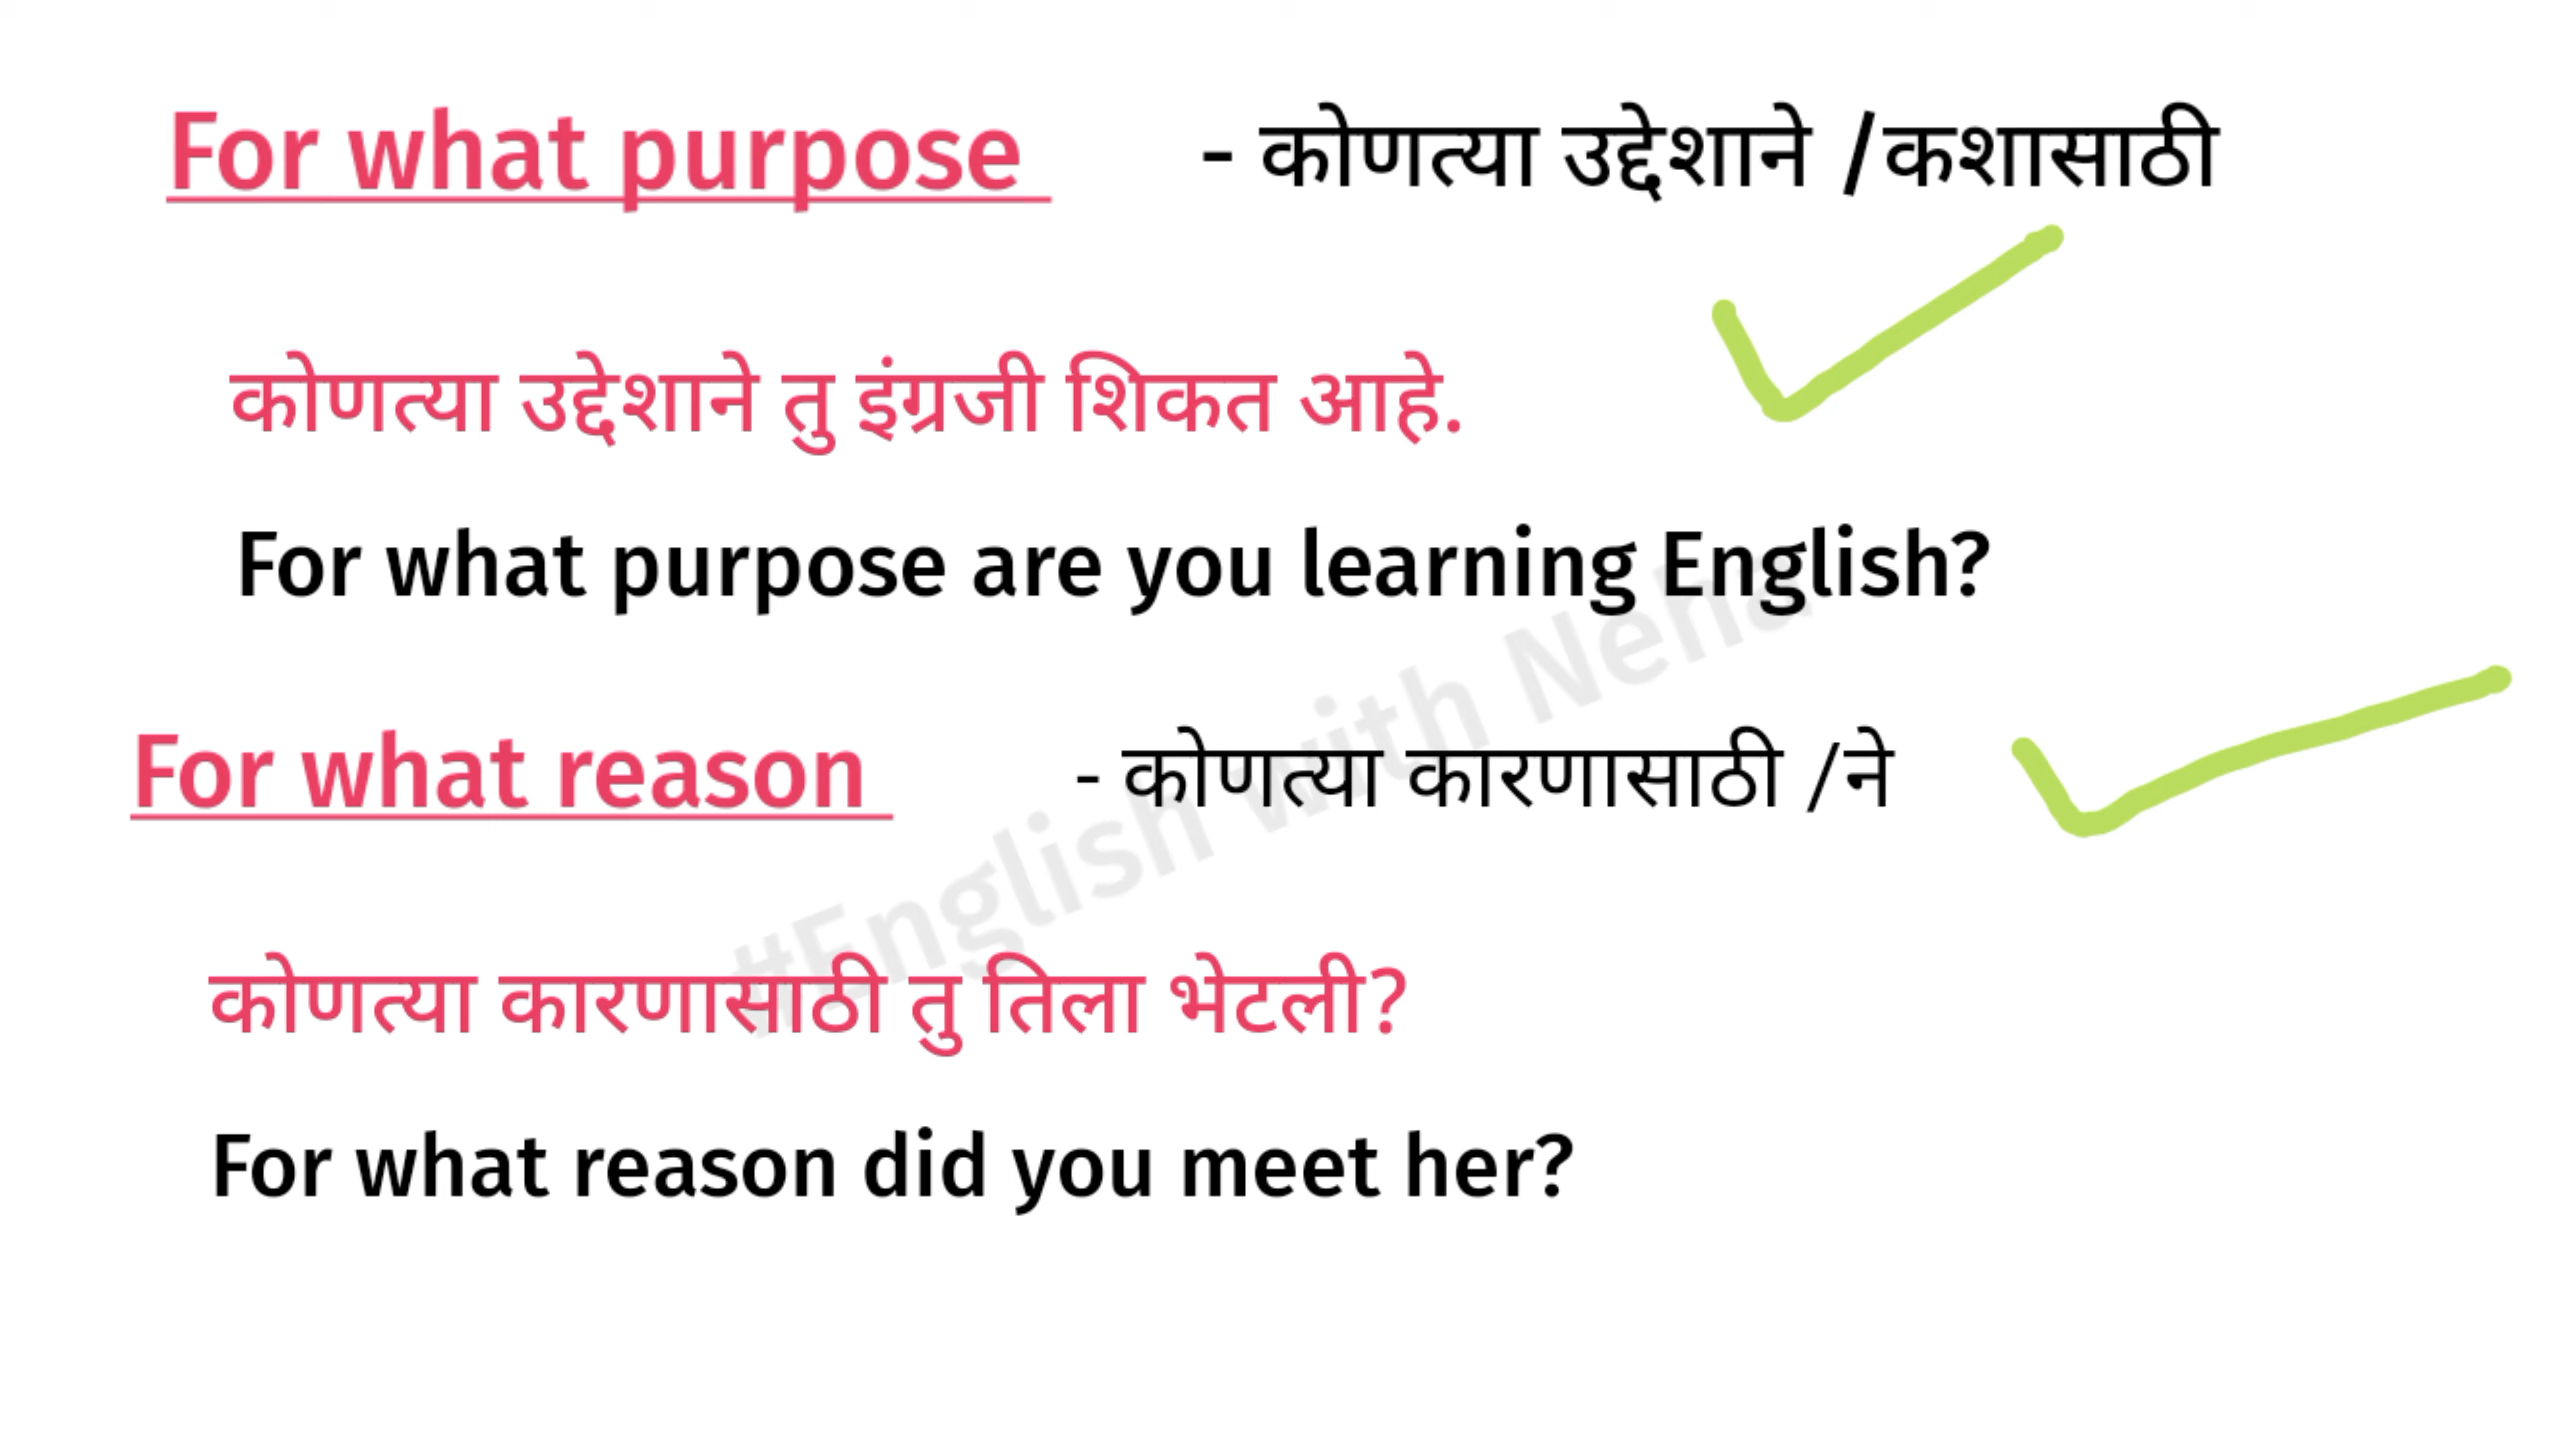 For what purpose - कोणत्या उद्देशाने /कशासाठी
कोणत्या उद्देशाने तु इंग्रजी शिकत आहे.
For what purpose are you learning English?
#English with Neha
For what reason - कोणत्या कारणासाठी /ने
कोणत्या कारणासाठी तु तिला भेटली?
For what reason did you meet her?